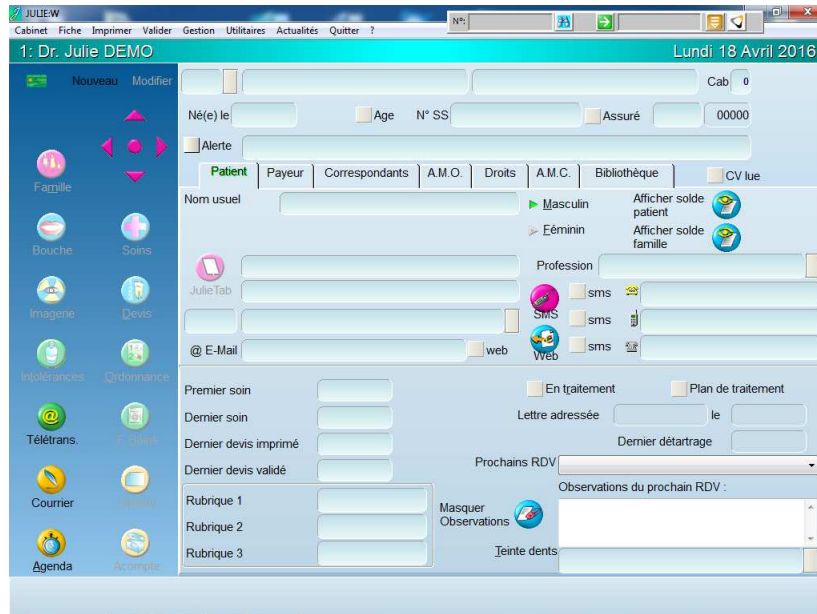 JULIE:W
N°:
Cabinet Fiche Imprimer Valider Gestion Utilitaires Actualités Quitter ?
1: Dr. Julie DEMO
Lundi 18 Avril 2016
Nouveau Modifier
Cab 0
Né(e) le Age N° SS Assuré 00000
Alerte
Patient Payeur Correspondants A.M.O. Droits A.M.C. Bibliothèque CV lue
Famille
Nom usuel
Masculin
Afficher solde
patient
Féminin
Afficher solde
famille
Bouche Soins
Profession
JulieTab
SMS
sms
sms
sms
Imagerie Devis
@ E-Mail web
Web
Intolérances Ordonnance
Premier soin
En traitement Plan de traitement
Dernier soin
Lettre adressée le
Télétrans.
Dernier devis imprimé
Dernier détartrage
Dernier devis validé
Prochains RDV
Observations du prochain RDV :
Courrier
Rubrique 1
Masquer
Observations
Rubrique 2
Rubrique 3
Teinte dents
Agenda Acompte